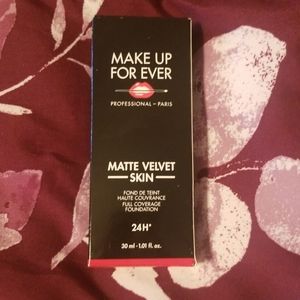 MAKE UP
FOR EVER
PROFESSIONAL - PARIS
MATTE VELVET
SKIN
FOND DE TEINT
HAUTE COUVRANCE
FULL COVERAGE
FOUNDATION
24H*
30 ml - 1.01 fl. oz.